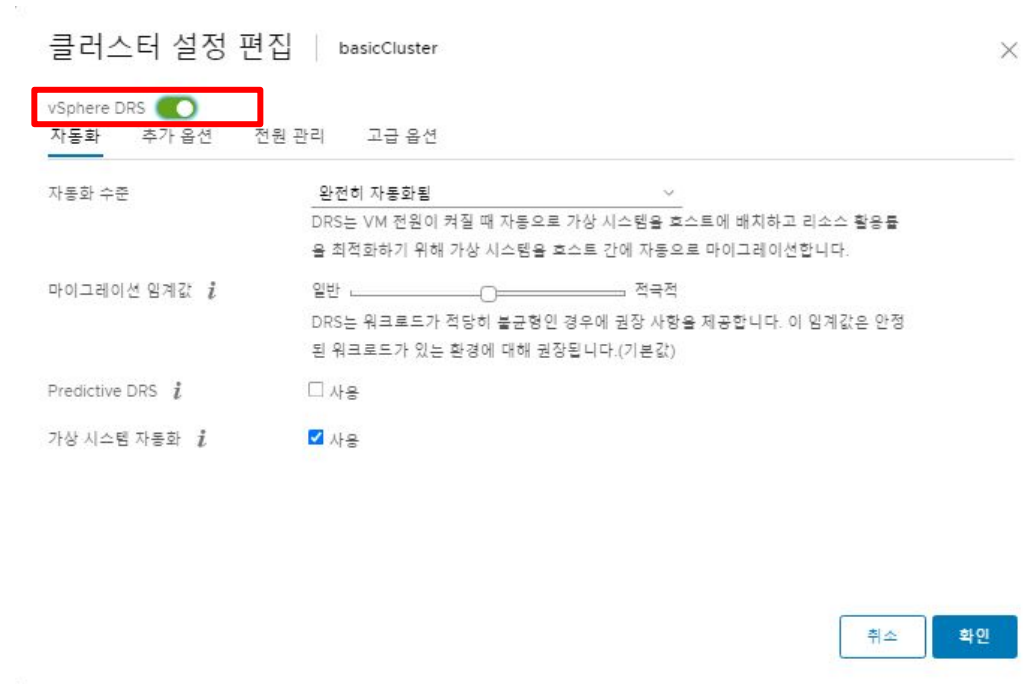 클러스터 설정 편집 basicCluster
vSphere DRS
자동화 추가 옵션 전원 관리 고급 옵션
자동화 수준 완전히 자동화됨
DRS는 VM 전원이 켜질 때 자동으로 가상 시스템을 호스트에 배치하고 리소스 활용률
을 최적화하기 위해 가상 시스템을 호스트 간에 자동으로 마이그레이션합니다.
마이그레이션 임계값 i 일반 적극적
DRS는 워크로드가 적당히 불균형인 경우에 권장 사항을 제공합니다. 이 임계값은 안정
된 워크로드가 있는 환경에 대해 권장됩니다.(기본값)
Predictive DRS i 사용
가상 시스템 자동화 i 사용
취소 확인